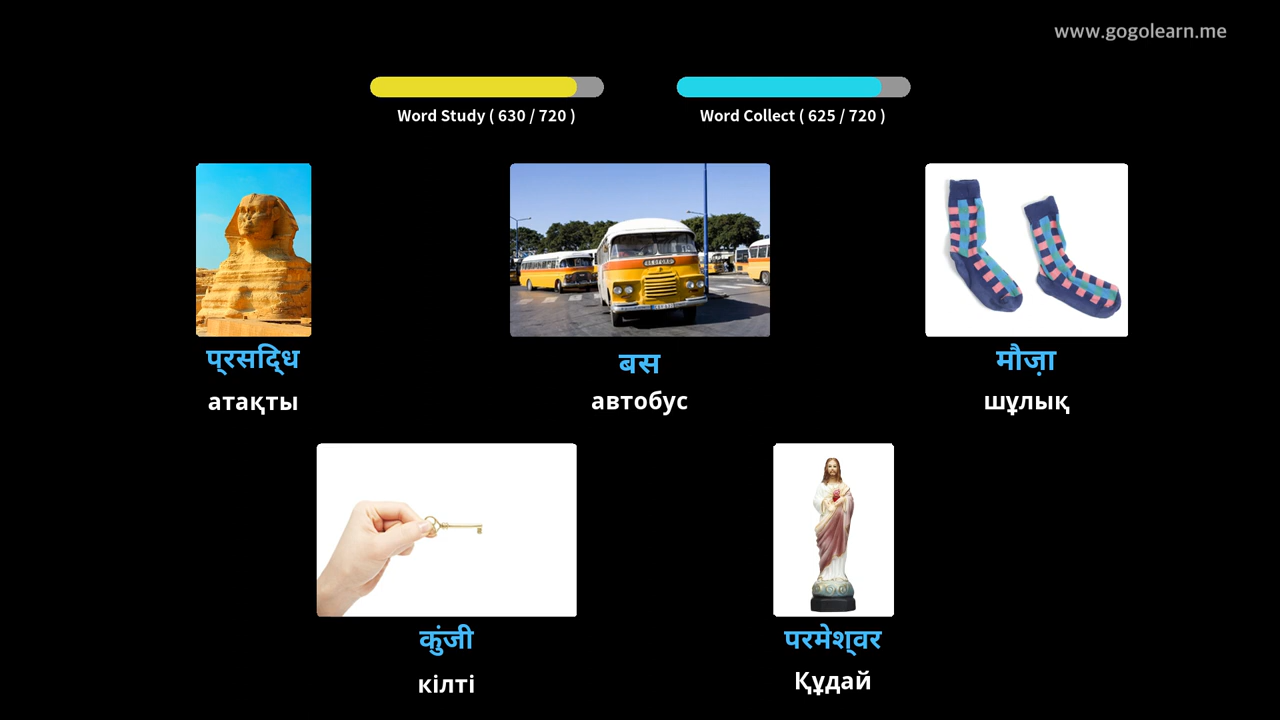 www.gogolearn.me
Word Study ( 630 / 720 )
Word Collect ( 625 / 720 )
BEDFORD
प्रसिद्धि
атақты
बस
автобус
मौज़ा
шұлық
कुंजी
кілті
परमेश्वर
Құдай